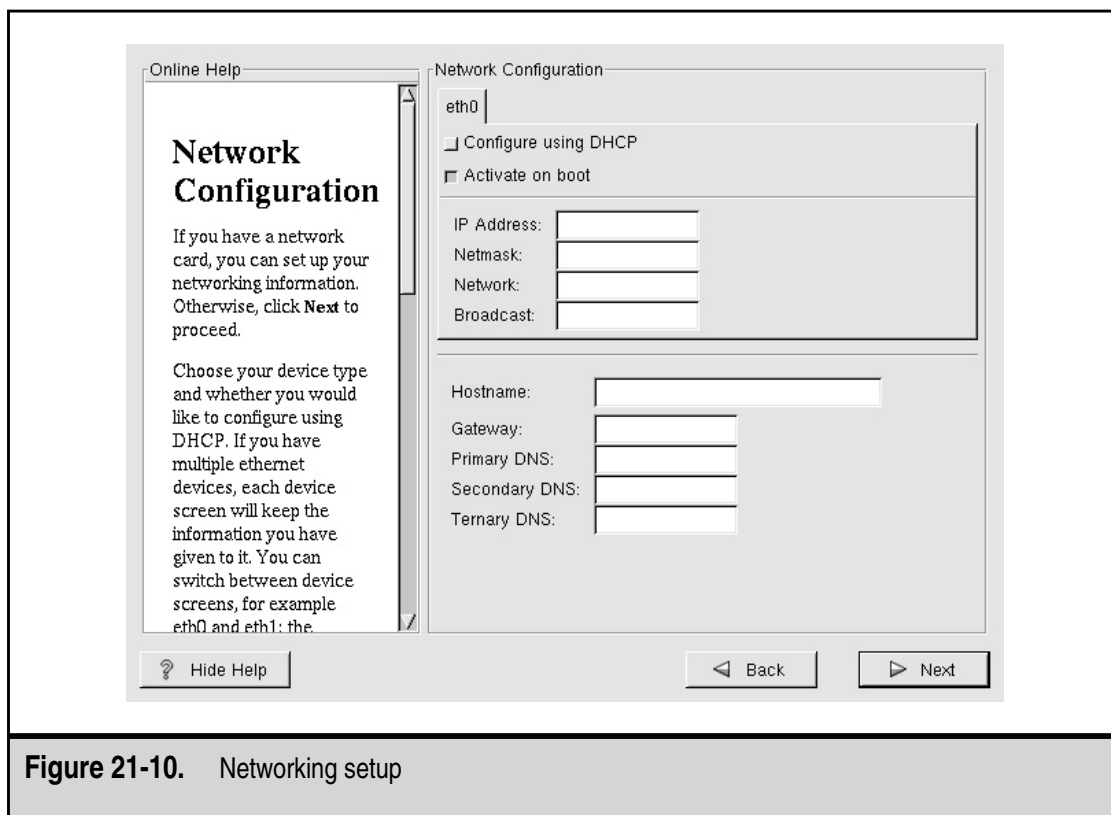 Online Help
Network
Configuration
If you have a network
card, you can set up your
networking information.
Otherwise, click Next to
proceed.
Choose your device type
and whether you would
like to configure using
DHCP. If you have
multiple ethernet
devices, each device
screen will keep the
information you have
given to it. You can
switch between device
screens, for example
eth0 and eth1; the
Network Configuration
eth0
Configure using DHCP
Activate on boot
IP Address:
Netmask:
Network:
Broadcast:
Hostname:
Gateway:
Primary DNS:
Secondary DNS:
Ternary DNS:
? Hide Help
Back
Next
Figure 21-10. Networking setup